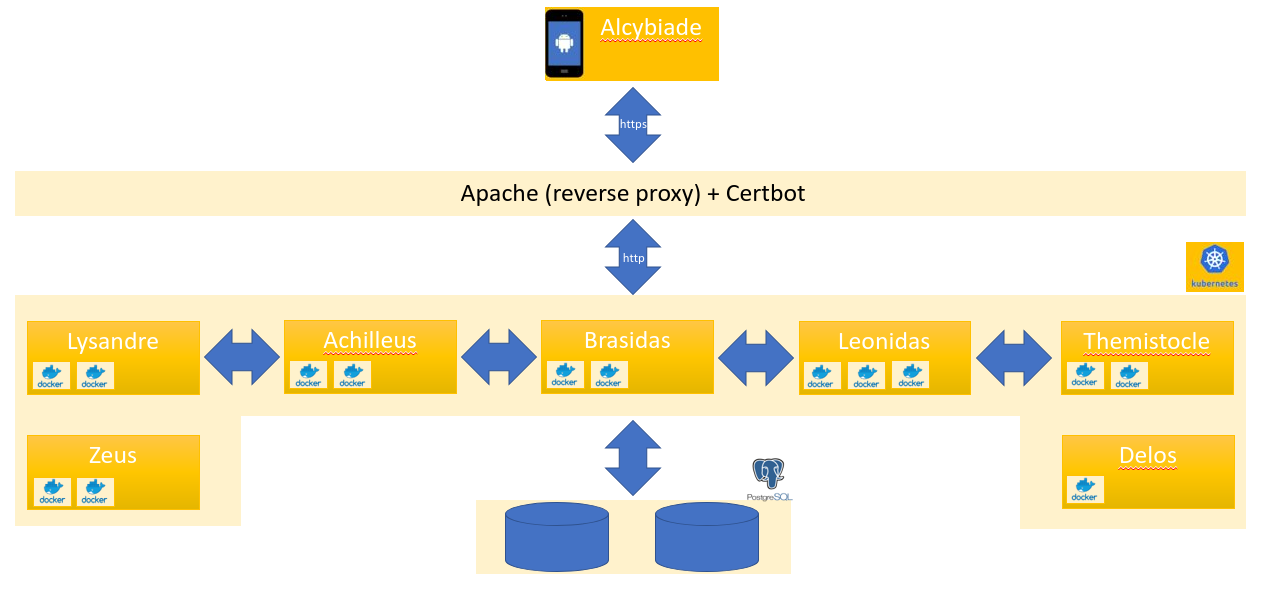 Alcybiade
https
Apache (reverse proxy) + Certbot
http
kubernetes
Lysandre
docker docker
Achilleus
docker docker
Brasidas
docker docker
Leonidas
docker docker docker
Themistocle
docker docker
Zeus
docker docker
Delos
docker
PostgreSQL